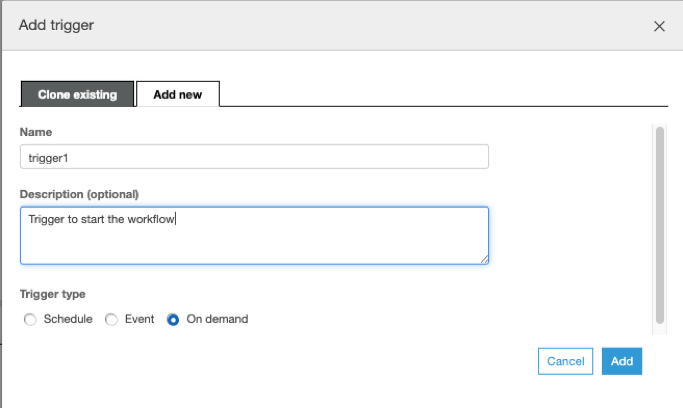 Add trigger
Clone existing Add new
Name
trigger1
Description (optional)
Trigger to start the workflow
Trigger type
Schedule Event On demand
Cancel Add